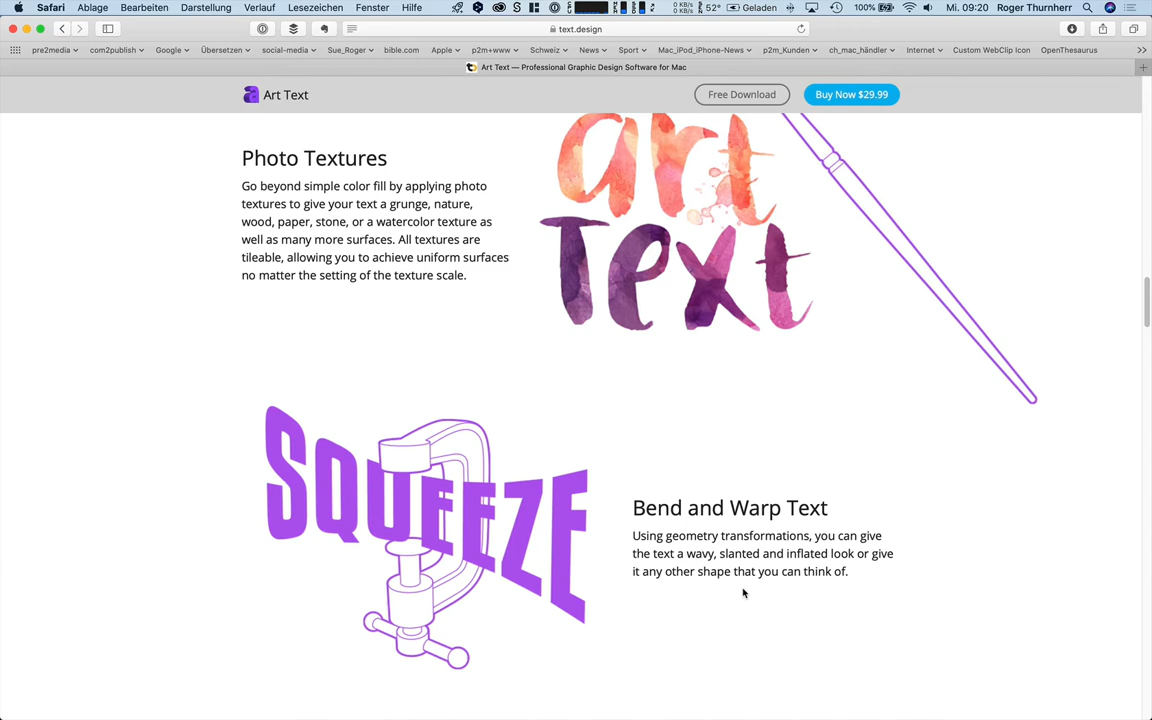 Safari Ablage Bearbeiten Darstellung Verlauf Lesezeichen Fenster Hilfe
0 KB/s
0 KB/s
52° Geladen 100% Mi. 09:20 Roger Thurnherr
text.design
pre2media com2publish Google Übersetzen social-media Sue_Roger bible.com Apple p2m+www Schweiz News Sport Mac_iPod_iPhone-News p2m_Kunden ch_mac_händler Internet Custom WebClip Icon OpenThesaurus
Art Text — Professional Graphic Design Software for Mac
Art Text
Free Download
Buy Now $29.99
art
Text
Photo Textures
Go beyond simple color fill by applying photo
textures to give your text a grunge, nature,
wood, paper, stone, or a watercolor texture as
well as many more surfaces. All textures are
tileable, allowing you to achieve uniform surfaces
no matter the setting of the texture scale.
SQUEEZE
Bend and Warp Text
Using geometry transformations, you can give
the text a wavy, slanted and inflated look or give
it any other shape that you can think of.